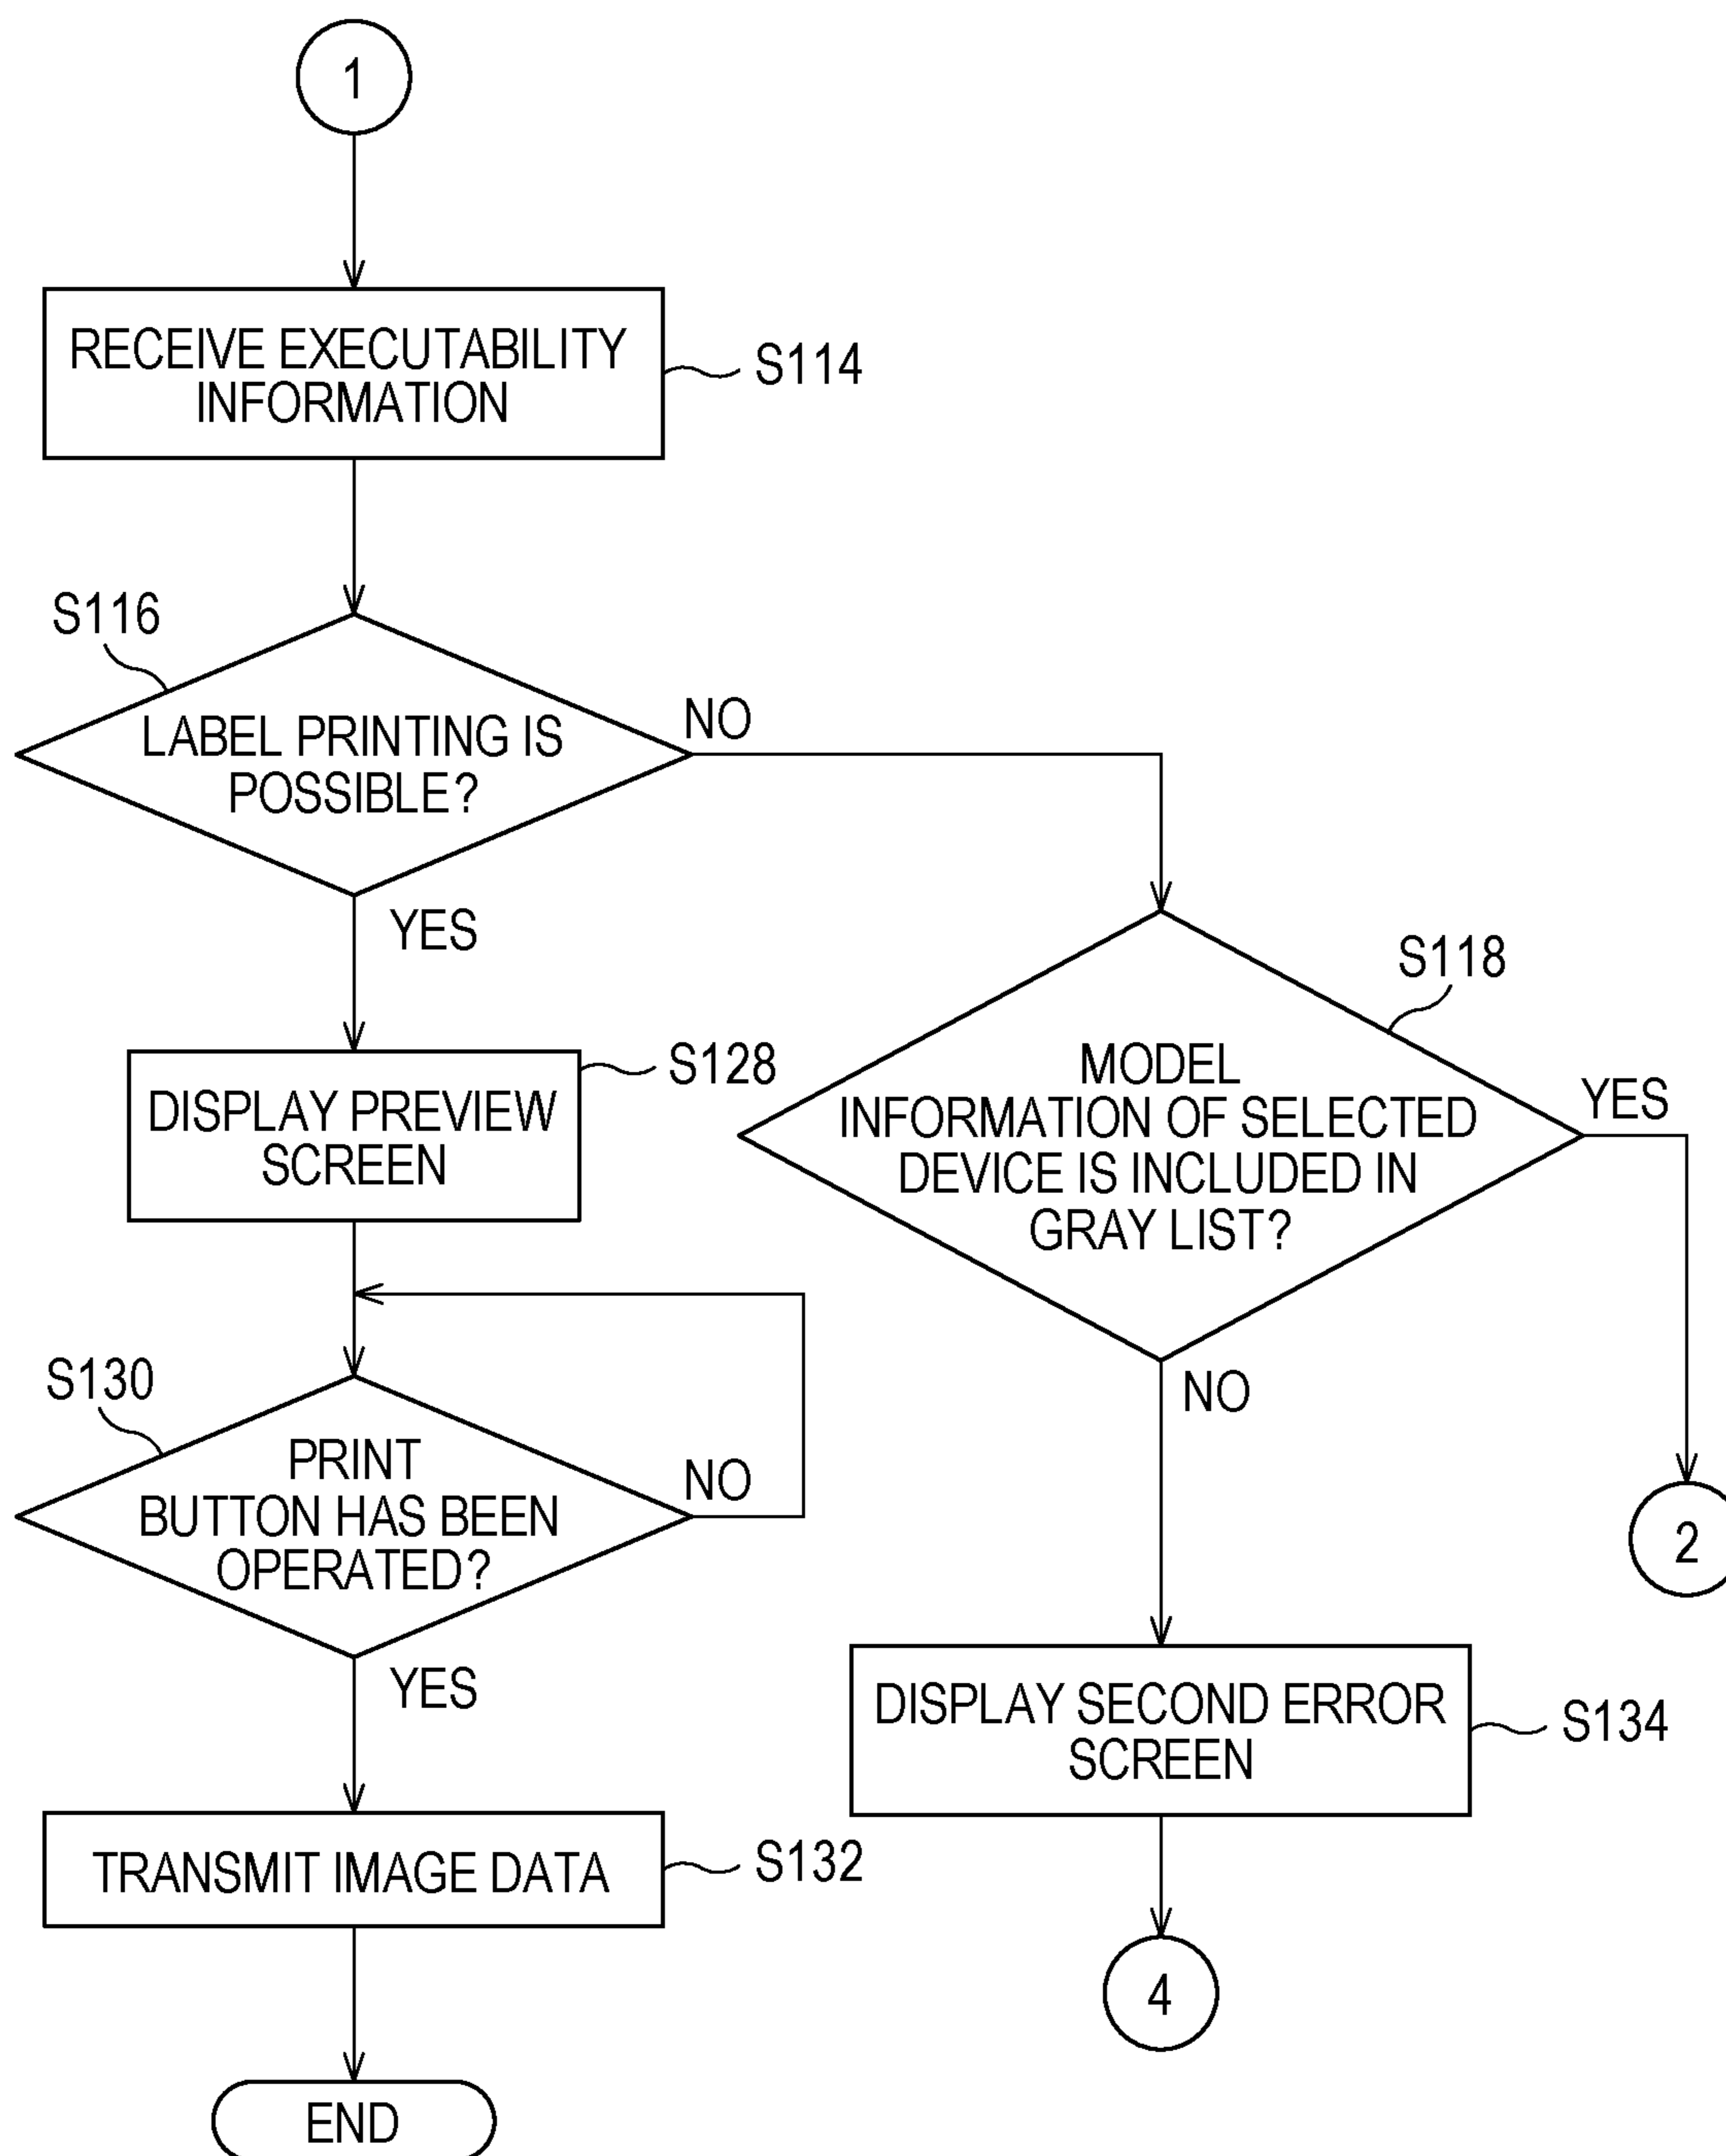 1
RECEIVE EXECUTABILITY
INFORMATION
S114
S116
LABEL PRINTING IS
POSSIBLE?
NO
YES
S118
MODEL
INFORMATION OF SELECTED
DEVICE IS INCLUDED IN
GRAY LIST?
YES
NO
2
S128
DISPLAY PREVIEW
SCREEN
S130
PRINT
BUTTON HAS BEEN
OPERATED?
NO
YES
DISPLAY SECOND ERROR
SCREEN
S134
TRANSMIT IMAGE DATA
S132
4
END